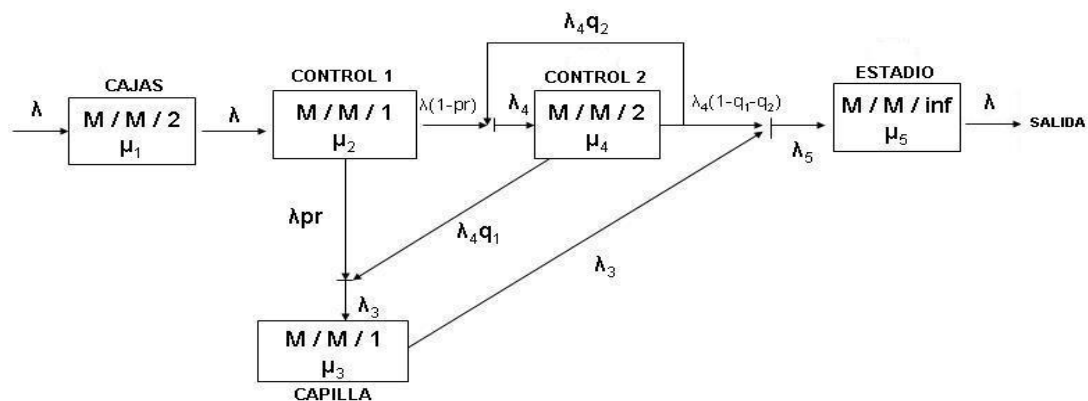 λ₄q₂
CAJAS
CONTROL 1
CONTROL 2
ESTADIO
λ
M / M / 2
μ₁
λ
M / M / 1
μ₂
λ(1-pr)
λ₄
M / M / 2
μ₄
λ₄(1-q₁-q₂)
λ₅
M / M / inf
μ₅
λ
SALIDA
λpr
λ₄q₁
λ₃
λ₃
M / M / 1
μ₃
CAPILLA